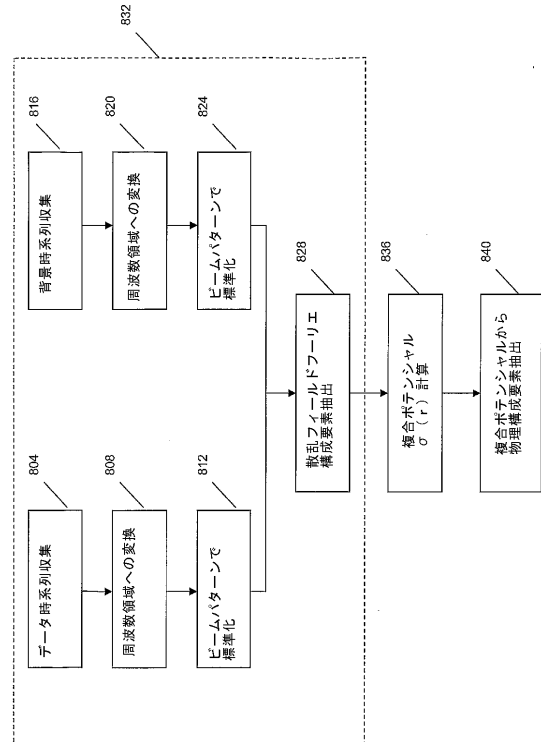 832
804
データ時系列収集
808
周波数領域への変換
812
ビームパターンで
標準化
816
背景時系列収集
820
周波数領域への変換
824
ビームパターンで
標準化
828
散乱フィールドフーリエ
構成要素抽出
836
複合ポテンシャル
σ(r)計算
840
複合ポテンシャルから
物理構成要素抽出